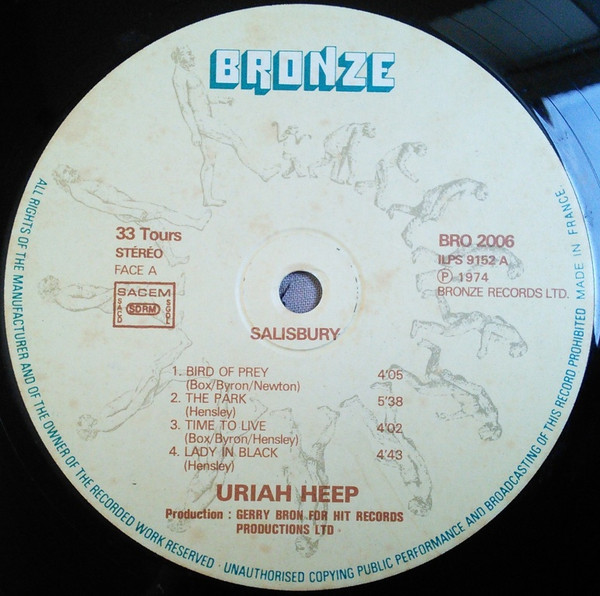 BRONZE
33 Tours
STÉRÉO
FACE A
SACEM
SACD
SDRM
SGDL
BRO 2006
ILPS 9152 A
℗ 1974
BRONZE RECORDS LTD.
SALISBURY
1. BIRD OF PREY 4'05
(Box/Byron/Newton)
2. THE PARK 5'38
(Hensley)
3. TIME TO LIVE 4'02
(Box/Byron/Hensley)
4. LADY IN BLACK 4'43
(Hensley)
URIAH HEEP
Production : GERRY BRON FOR HIT RECORDS
PRODUCTIONS LTD
ALL RIGHTS OF THE MANUFACTURER AND OF THE OWNER OF THE RECORDED WORK RESERVED · UNAUTHORISED COPYING PUBLIC PERFORMANCE AND BROADCASTING OF THIS RECORD PROHIBITED MADE IN FRANCE